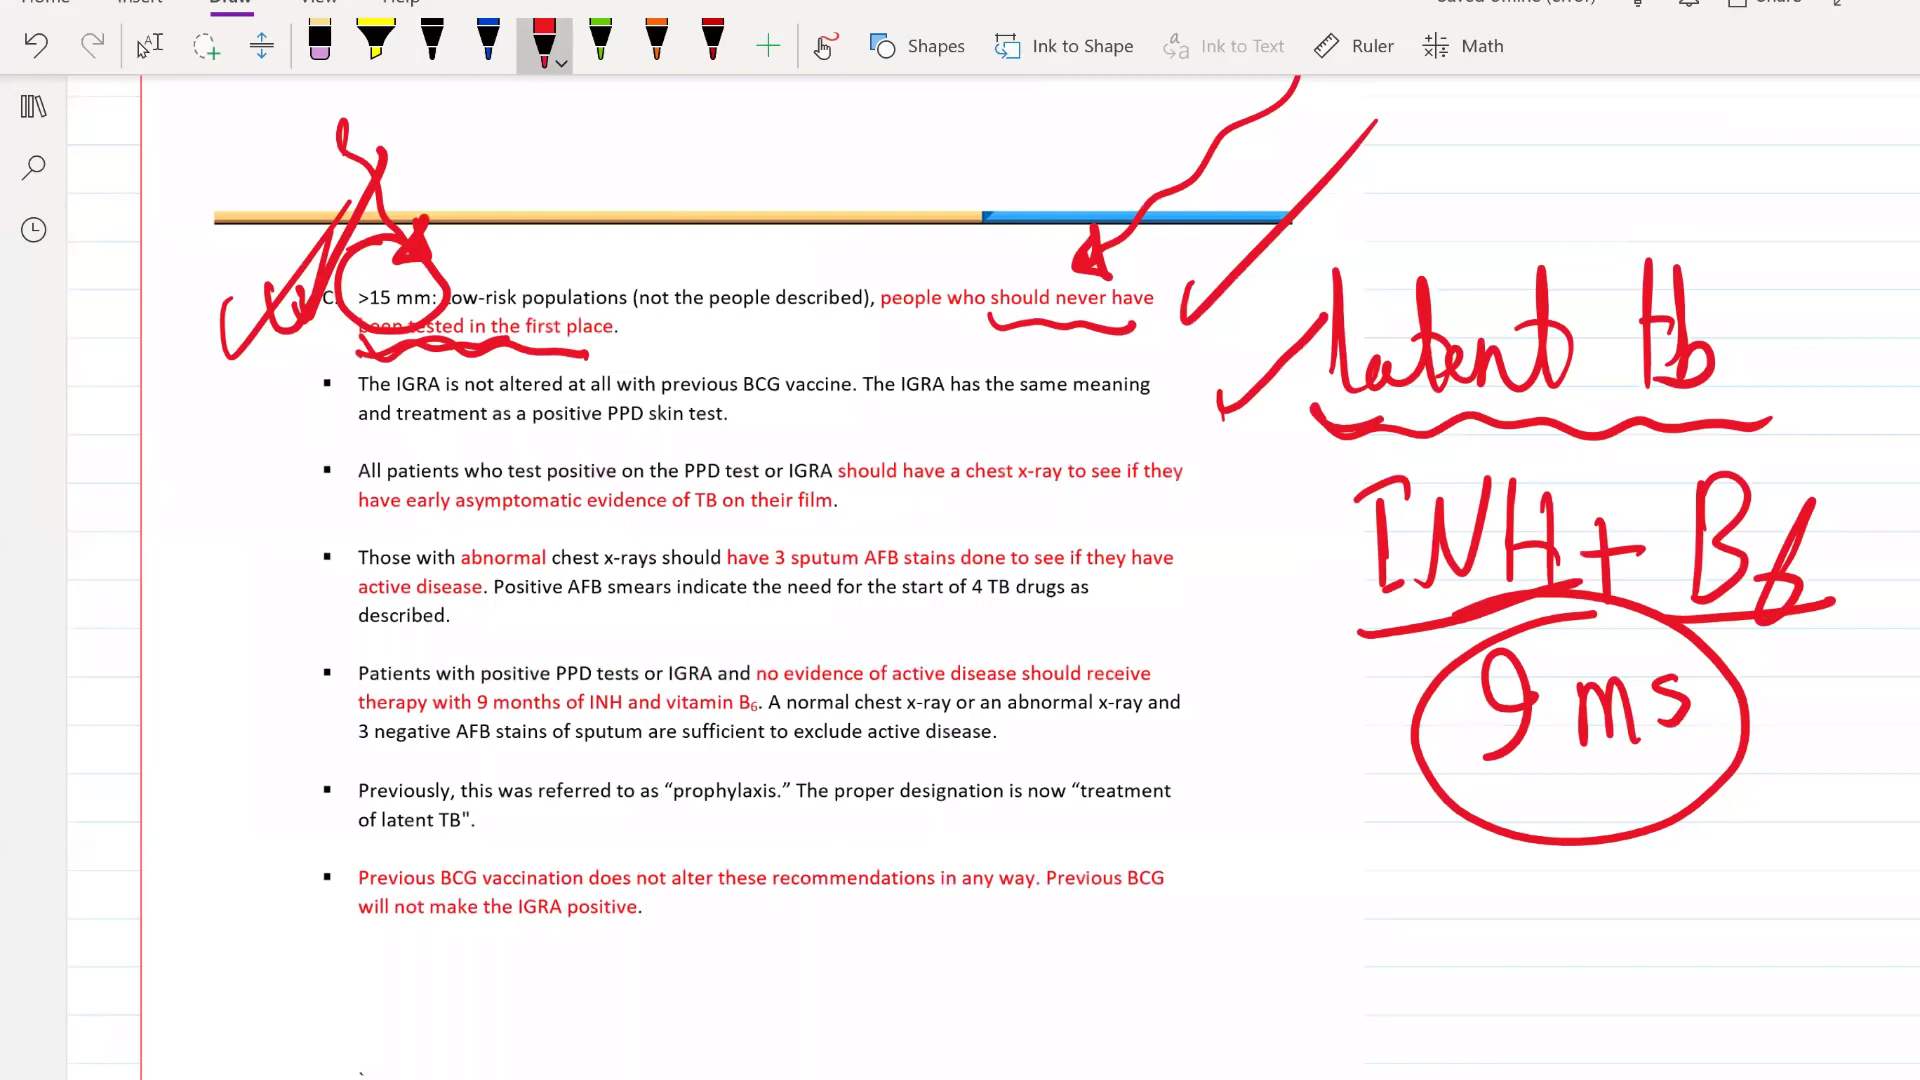 Shapes
Ink to Shape
Ink to Text
Ruler
Math
C. >15 mm: Low-risk populations (not the people described), people who should never have
been tested in the first place.
▪ The IGRA is not altered at all with previous BCG vaccine. The IGRA has the same meaning
and treatment as a positive PPD skin test.
▪ All patients who test positive on the PPD test or IGRA should have a chest x-ray to see if they
have early asymptomatic evidence of TB on their film.
▪ Those with abnormal chest x-rays should have 3 sputum AFB stains done to see if they have
active disease. Positive AFB smears indicate the need for the start of 4 TB drugs as
described.
▪ Patients with positive PPD tests or IGRA and no evidence of active disease should receive
therapy with 9 months of INH and vitamin B₆. A normal chest x-ray or an abnormal x-ray and
3 negative AFB stains of sputum are sufficient to exclude active disease.
▪ Previously, this was referred to as “prophylaxis.” The proper designation is now “treatment
of latent TB".
▪ Previous BCG vaccination does not alter these recommendations in any way. Previous BCG
will not make the IGRA positive.
latent tb
INH + B6
9 ms